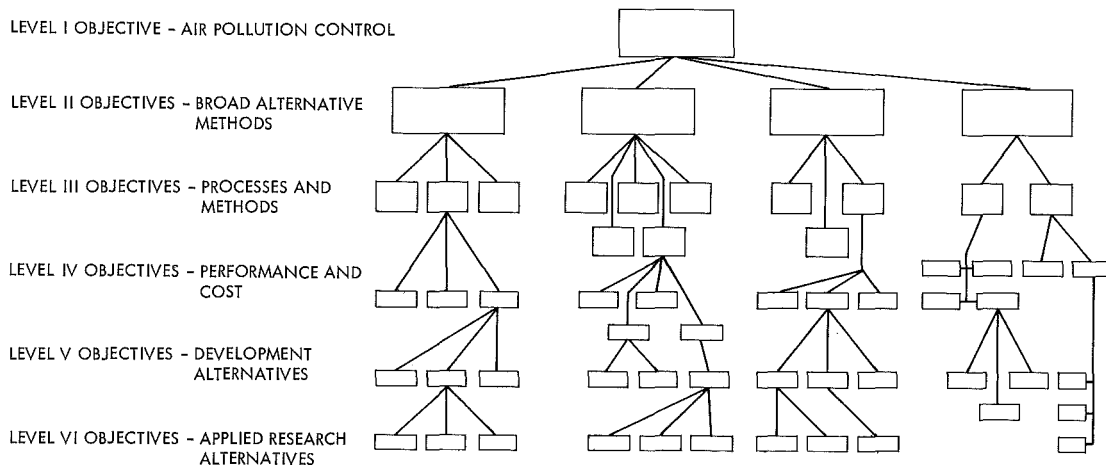 LEVEL I OBJECTIVE – AIR POLLUTION CONTROL
LEVEL II OBJECTIVES – BROAD ALTERNATIVE
METHODS
LEVEL III OBJECTIVES – PROCESSES AND
METHODS
LEVEL IV OBJECTIVES – PERFORMANCE AND
COST
LEVEL V OBJECTIVES – DEVELOPMENT
ALTERNATIVES
LEVEL VI OBJECTIVES – APPLIED RESEARCH
ALTERNATIVES